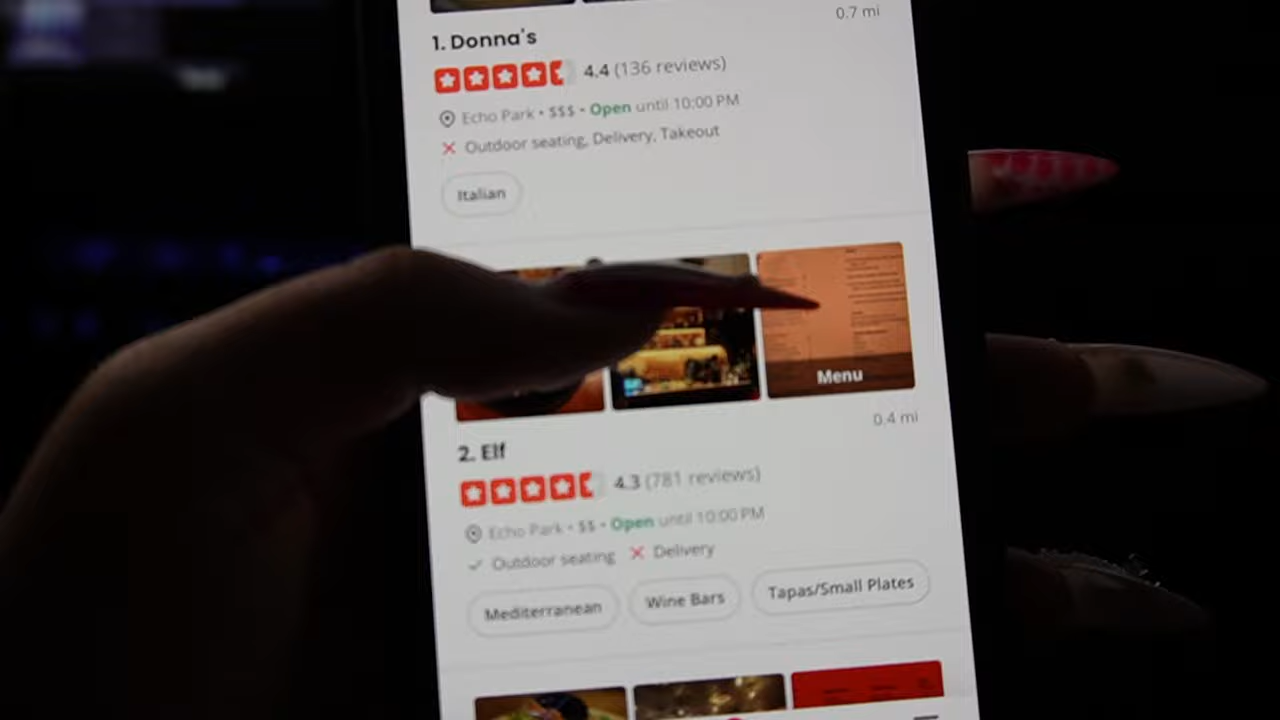 0.7 mi
1. Donna's
4.4 (136 reviews)
Echo Park • $$$ • Open until 10:00 PM
Outdoor seating, Delivery, Takeout
Italian
Menu
0.4 mi
2. Elf
4.3 (781 reviews)
Echo Park • $$ • Open until 10:00 PM
Outdoor seating Delivery
Mediterranean Wine Bars Tapas/Small Plates